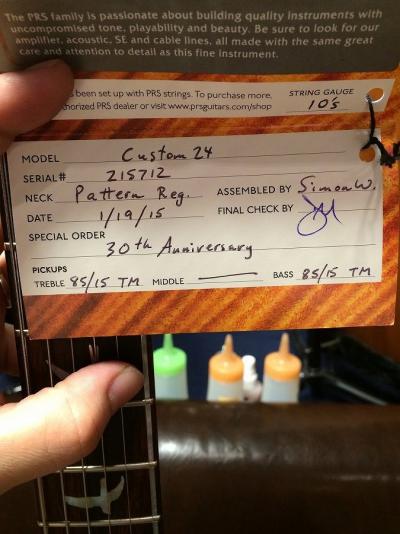 The PRS family is passionate about building quality instruments with
uncompromised tone, playability and beauty. Be sure to look for our
amplifier, acoustic, SE and cable lines, all made with the same great
care and attention to detail as this fine instrument.
been set up with PRS strings. To purchase more, STRING GAUGE
PRS dealer or visit www.prsguitars.com/shop 10's
MODEL Custom 24
SERIAL# 215712
NECK Pattern Reg. ASSEMBLED BY Simon W.
DATE 1/19/15 FINAL CHECK BY
SPECIAL ORDER
30th Anniversary
PICKUPS
TREBLE 85/15 TM MIDDLE — BASS 85/15 TM